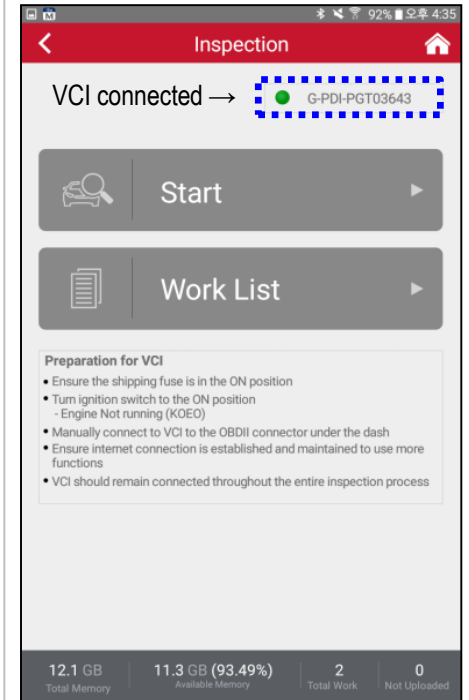 92% 오후 4:35
Inspection
VCI connected → G-PDI-PGT03643
Start
Work List
Preparation for VCI
• Ensure the shipping fuse is in the ON position
• Turn ignition switch to the ON position
- Engine Not running (KOEO)
• Manually connect to VCI to the OBDII connector under the dash
• Ensure internet connection is established and maintained to use more
functions
• VCI should remain connected throughout the entire inspection process
12.1 GB 11.3 GB (93.49%) 2 0
Total Memory Available Memory Total Work Not Uploaded